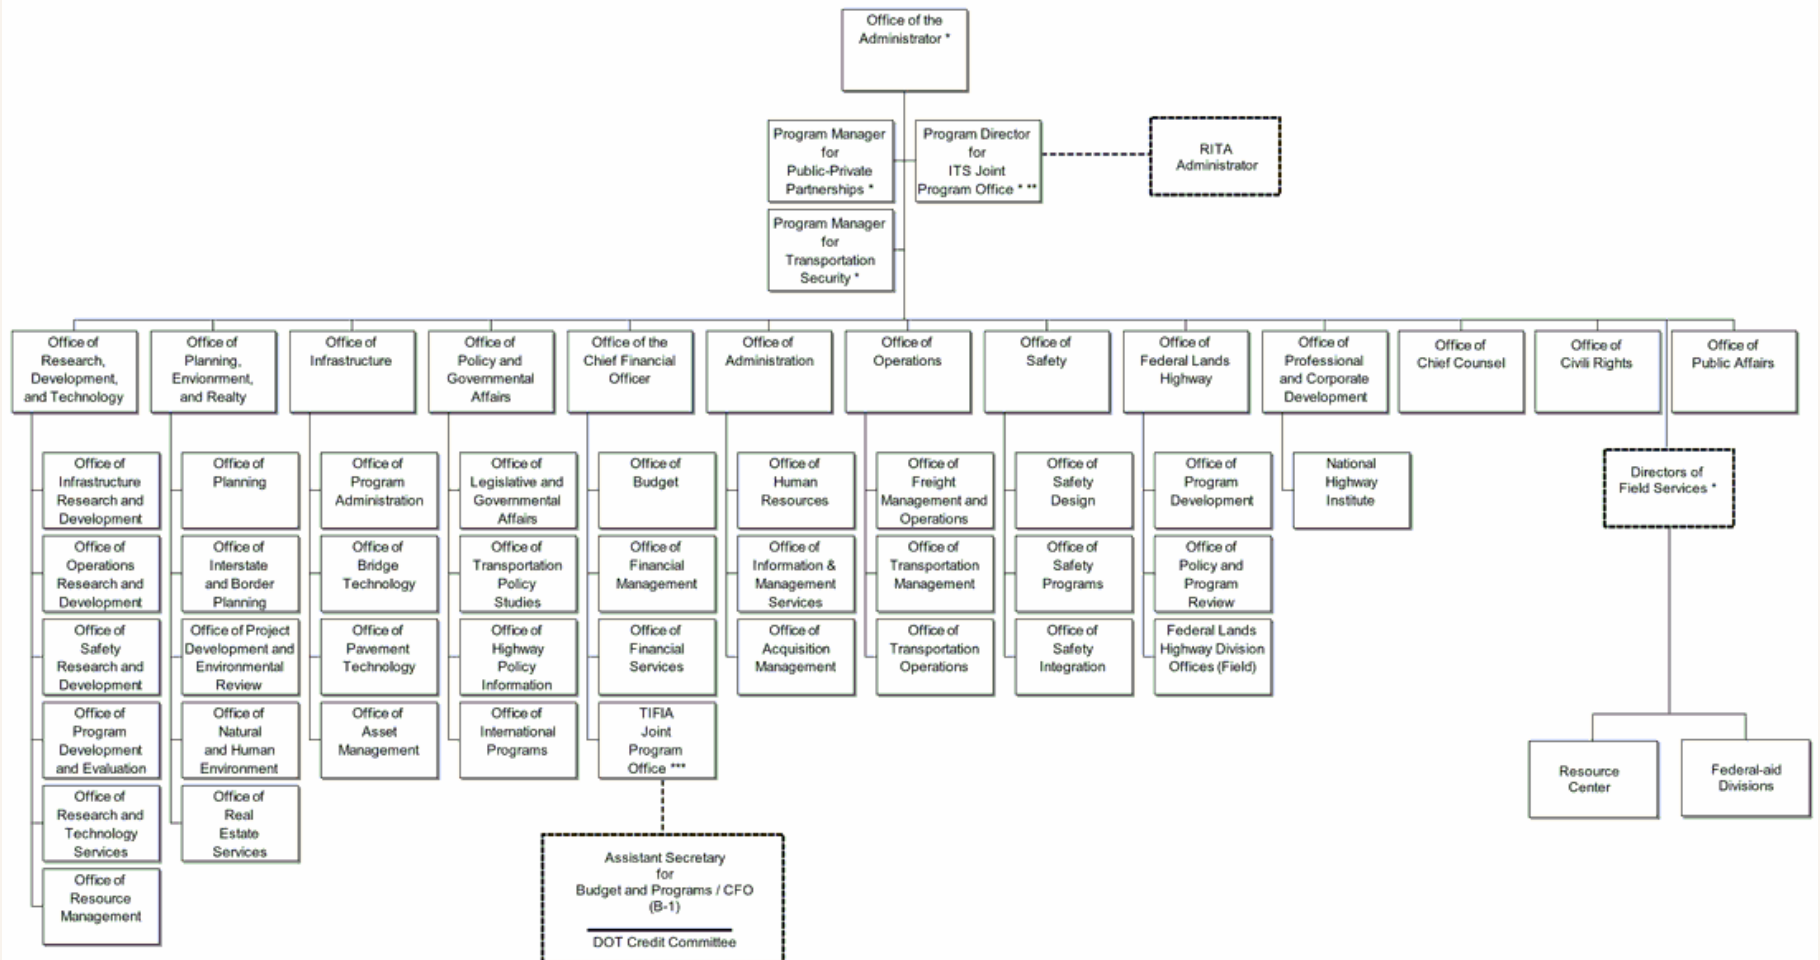 Office of the
Administrator *
Program Manager
for
Public-Private
Partnerships *
Program Director
for
ITS Joint
Program Office * **
RITA
Administrator
Program Manager
for
Transportation
Security *
Office of
Research,
Development,
and Technology
Office of
Planning,
Envionrment,
and Realty
Office of
Infrastructure
Office of
Policy and
Governmental
Affairs
Office of the
Chief Financial
Officer
Office of
Administration
Office of
Operations
Office of
Safety
Office of
Federal Lands
Highway
Office of
Professional
and Corporate
Development
Office of
Chief Counsel
Office of
Civili Rights
Office of
Public Affairs
Office of
Infrastructure
Research and
Development
Office of
Operations
Research and
Development
Office of
Safety
Research and
Development
Office of
Program
Development
and Evaluation
Office of
Research and
Technology
Services
Office of
Resource
Management
Office of
Planning
Office of
Interstate
and Border
Planning
Office of Project
Development and
Environmental
Review
Office of
Natural
and Human
Environment
Office of
Real
Estate
Services
Office of
Program
Administration
Office of
Bridge
Technology
Office of
Pavement
Technology
Office of
Asset
Management
Office of
Legislative and
Governmental
Affairs
Office of
Transportation
Policy
Studies
Office of
Highway
Policy
Information
Office of
International
Programs
Office of
Budget
Office of
Financial
Management
Office of
Financial
Services
TIFIA
Joint
Program
Office ***
Assistant Secretary
for
Budget and Programs / CFO
(B-1)
DOT Credit Committee
Office of
Human
Resources
Office of
Information &
Management
Services
Office of
Acquisition
Management
Office of
Freight
Management and
Operations
Office of
Transportation
Management
Office of
Transportation
Operations
Office of
Safety
Design
Office of
Safety
Programs
Office of
Safety
Integration
Office of
Program
Development
Office of
Policy and
Program
Review
Federal Lands
Highway Division
Offices (Field)
National
Highway
Institute
Directors of
Field Services *
Resource
Center
Federal-aid
Divisions